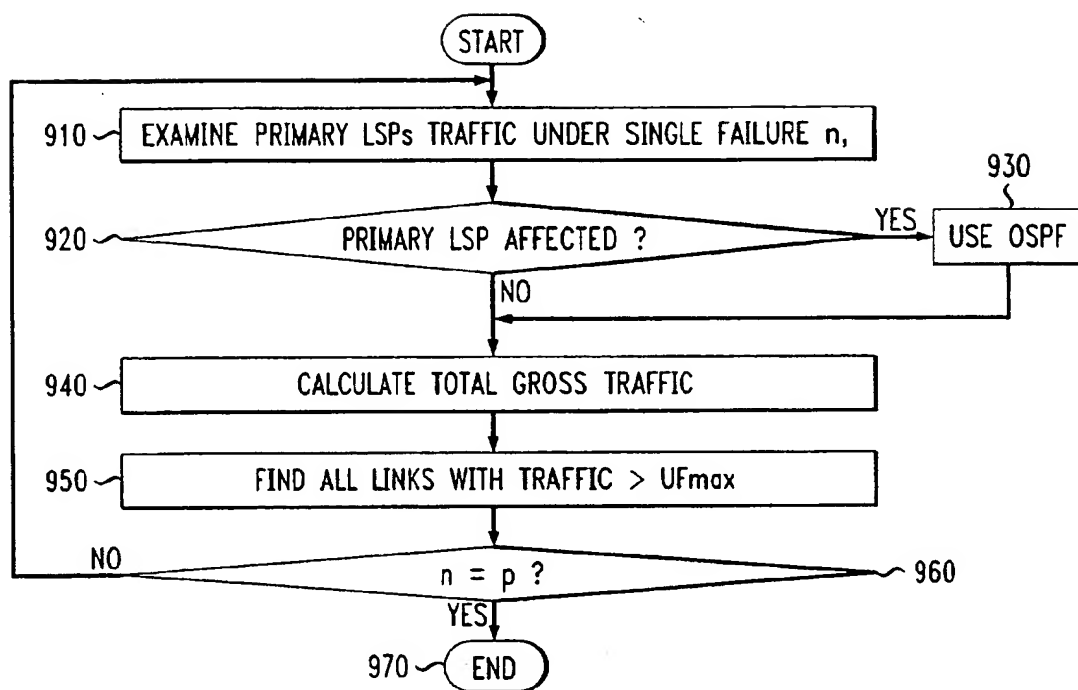 START
910
EXAMINE PRIMARY LSPs TRAFFIC UNDER SINGLE FAILURE n,
930
920
PRIMARY LSP AFFECTED ?
YES
USE OSPF
NO
940
CALCULATE TOTAL GROSS TRAFFIC
950
FIND ALL LINKS WITH TRAFFIC > UFmax
NO
n = p ?
960
YES
970
END